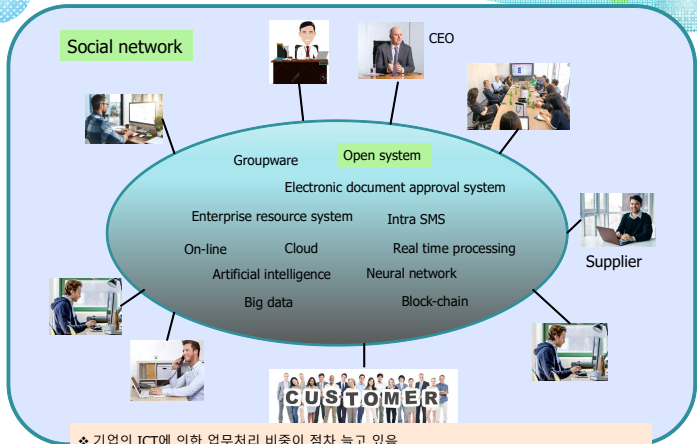 Social network
CEO
Groupware
Open system
Electronic document approval system
Enterprise resource system
Intra SMS
On-line
Cloud
Real time processing
Supplier
Artificial intelligence
Neural network
Big data
Block-chain
CUSTOMER
❖ 기업의 ICT에 의한 업무처리 비중이 점차 늘고 있음